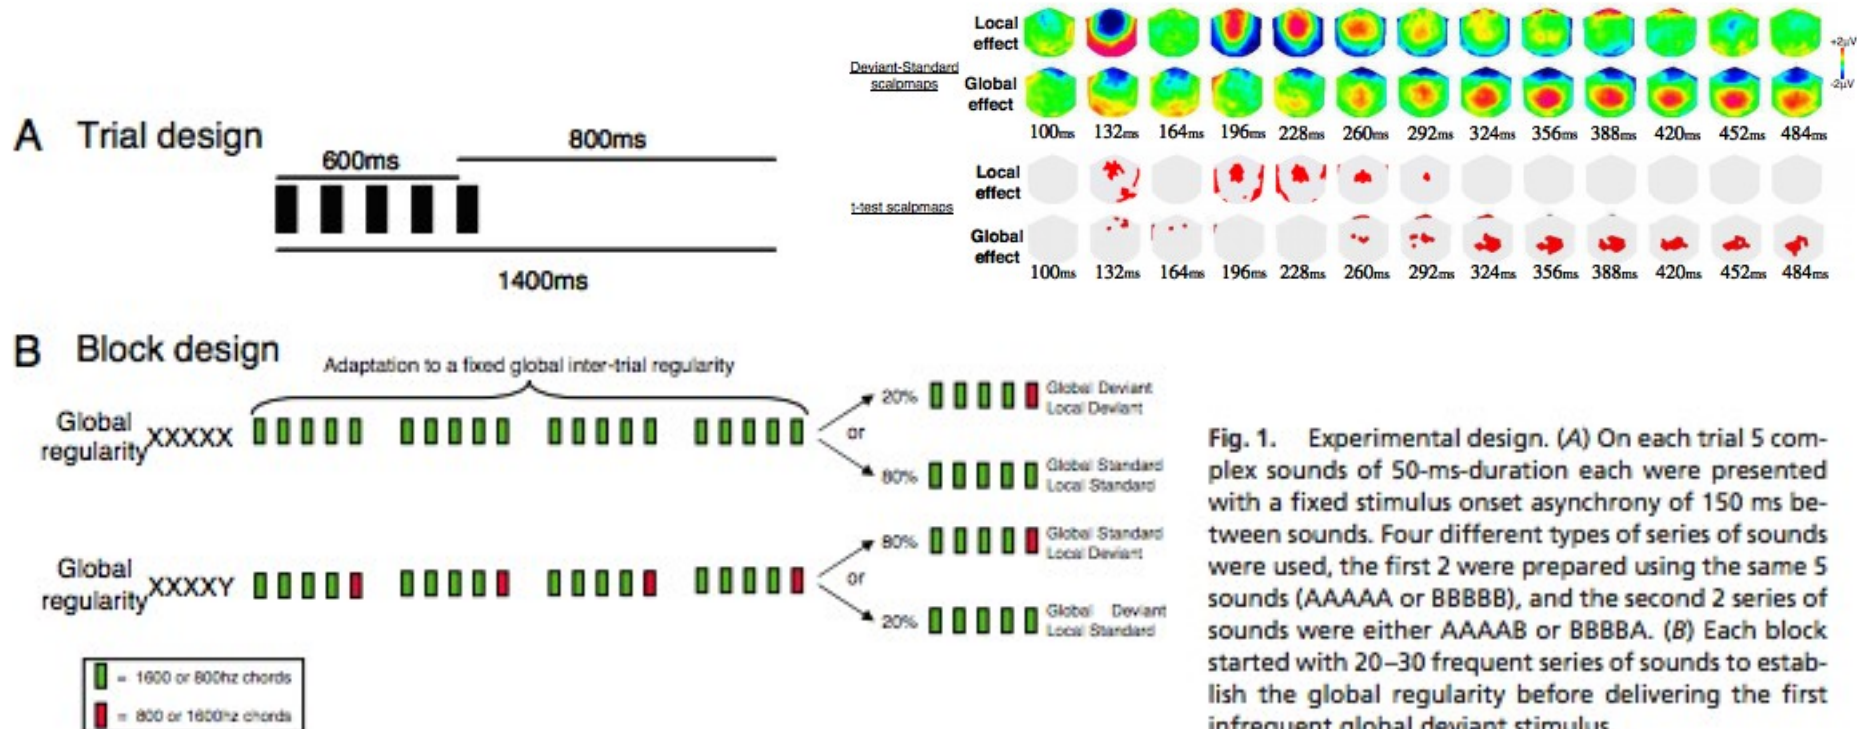 A Trial design
600ms
800ms
1400ms
Deviant-Standard
scalpmaps
Local
effect
Global
effect
+2µV
-2µV
100ms 132ms 164ms 196ms 228ms 260ms 292ms 324ms 356ms 388ms 420ms 452ms 484ms
t-test scalpmaps
Local
effect
Global
effect
100ms 132ms 164ms 196ms 228ms 260ms 292ms 324ms 356ms 388ms 420ms 452ms 484ms
B Block design
Adaptation to a fixed global inter-trial regularity
Global
regularity XXXXX
20%
Global Deviant
Local Deviant
or
80%
Global Standard
Local Standard
Global
regularity XXXXY
80%
Global Standard
Local Deviant
or
20%
Global Deviant
Local Standard
= 1600 or 800hz chords
= 800 or 1600hz chords
Fig. 1. Experimental design. (A) On each trial 5 com-
plex sounds of 50-ms-duration each were presented
with a fixed stimulus onset asynchrony of 150 ms be-
tween sounds. Four different types of series of sounds
were used, the first 2 were prepared using the same 5
sounds (AAAAA or BBBBB), and the second 2 series of
sounds were either AAAAB or BBBBA. (B) Each block
started with 20–30 frequent series of sounds to estab-
lish the global regularity before delivering the first
infrequent global deviant stimulus.